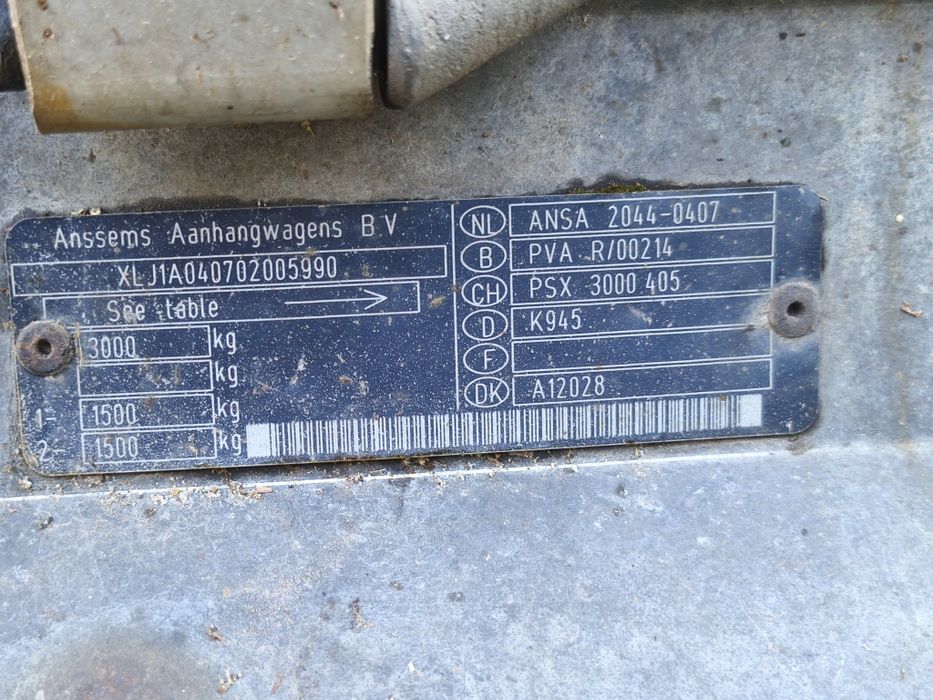 Anssems Aanhangwagens B V
XLJ1A040702005990
See table
3000 kg
kg
1- 1500 kg
2- 1500 kg
NL ANSA 2044-0407
B PVA R/00214
CH PSX 3000 405
D K945
F
DK A12028